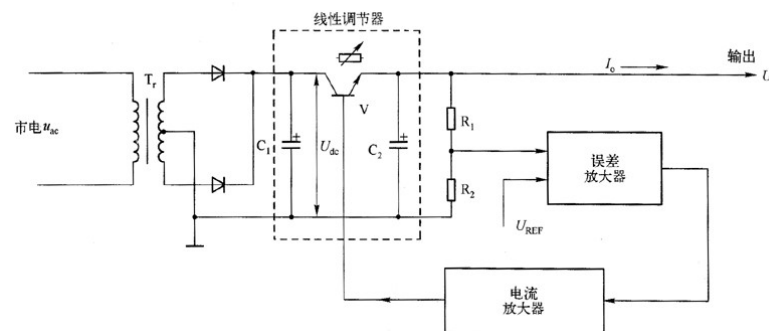 线性调节器
输出
Io
U
Tr
V
R1
市电uac
C1
+
Udc
C2
+
误差
放大器
R2
UREF
电流
放大器